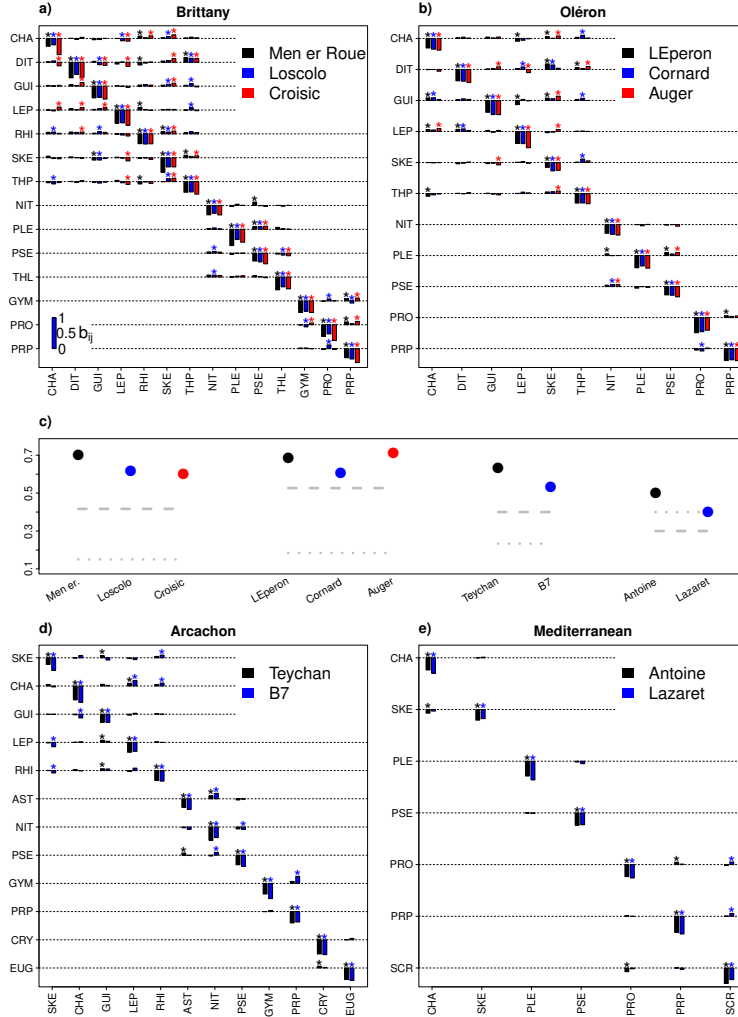 a) Brittany
CHA
DIT
GUI
LEP
RHI
SKE
THP
NIT
PLE
PSE
THL
GYM
PRO
PRP
Men er Roue
Loscolo
Croisic
1
0.5 bij
0
CHA DIT GUI LEP RHI SKE THP NIT PLE PSE THL GYM PRO PRP
b) Oléron
CHA
DIT
GUI
LEP
SKE
THP
NIT
PLE
PSE
PRO
PRP
LEperon
Cornard
Auger
CHA DIT GUI LEP SKE THP NIT PLE PSE PRO PRP
c)
0.7
0.5
0.3
0.1
Men er. Loscolo Croisic LEperon Cornard Auger Teychan B7 Antoine Lazaret
d) Arcachon
SKE
CHA
GUI
LEP
RHI
AST
NIT
PSE
GYM
PRP
CRY
EUG
Teychan
B7
SKE CHA GUI LEP RHI AST NIT PSE GYM PRP CRY EUG
e) Mediterranean
CHA
SKE
PLE
PSE
PRO
PRP
SCR
Antoine
Lazaret
CHA SKE PLE PSE PRO PRP SCR